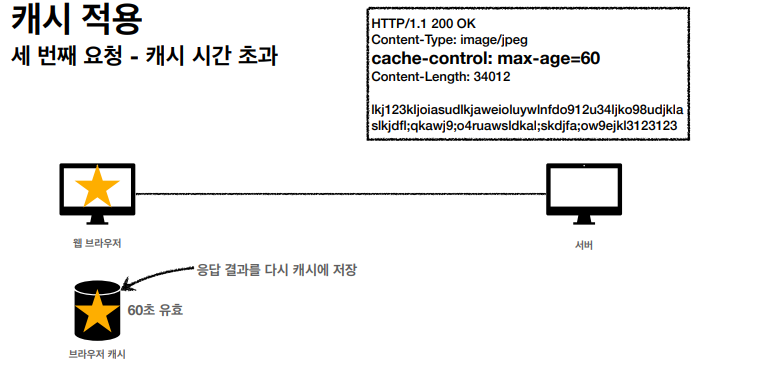 캐시 적용
세 번째 요청 - 캐시 시간 초과
HTTP/1.1 200 OK
Content-Type: image/jpeg
cache-control: max-age=60
Content-Length: 34012
lkj123kljoiasudlkjaweioluywlnfdo912u34ljko98udjkla
slkjdfl;qkawj9;o4ruawsldkal;skdjfa;ow9ejkl3123123
웹 브라우저
서버
응답 결과를 다시 캐시에 저장
60초 유효
브라우저 캐시